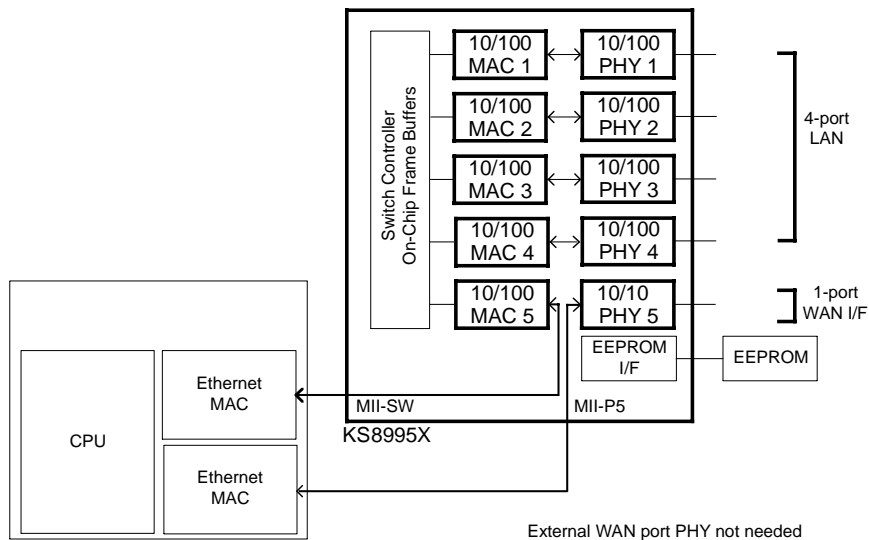 Switch Controller
On-Chip Frame Buffers
10/100
MAC 1
10/100
PHY 1
10/100
MAC 2
10/100
PHY 2
10/100
MAC 3
10/100
PHY 3
10/100
MAC 4
10/100
PHY 4
10/100
MAC 5
10/10
PHY 5
4-port
LAN
1-port
WAN I/F
EEPROM
I/F
EEPROM
MII-SW
MII-P5
KS8995X
CPU
Ethernet
MAC
Ethernet
MAC
External WAN port PHY not needed